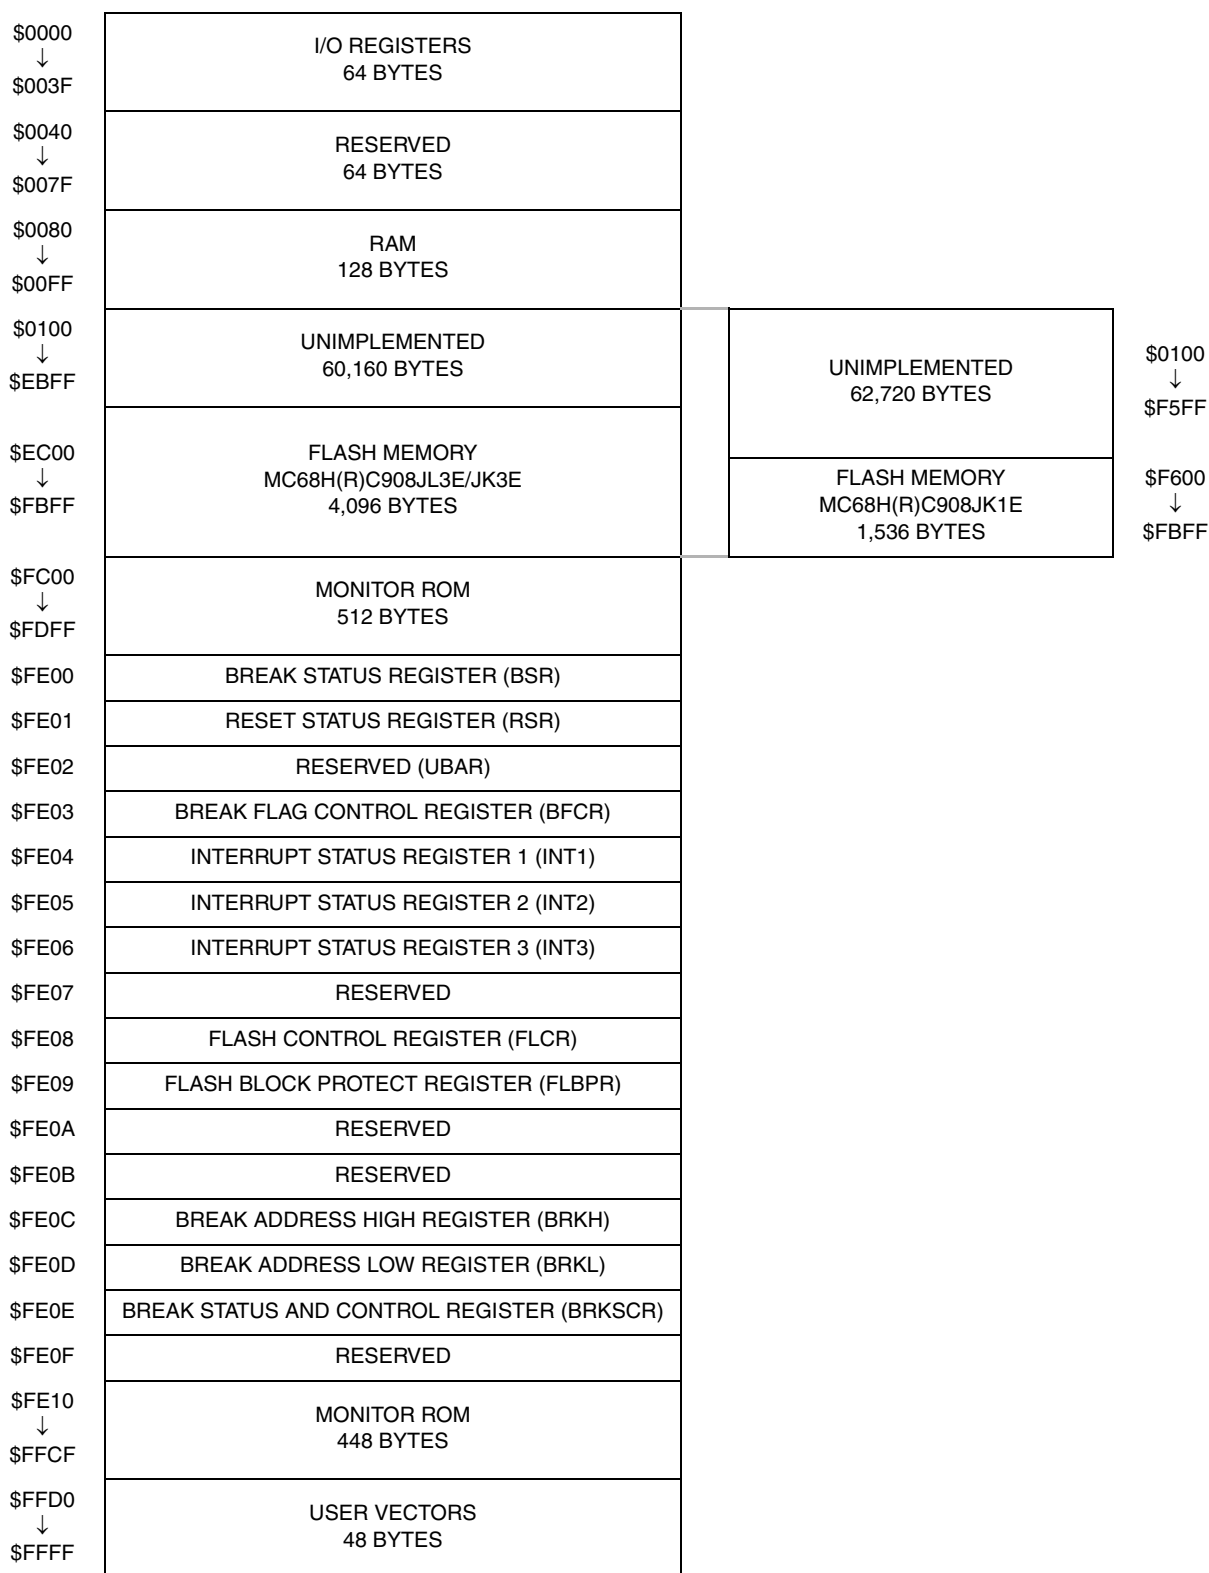 $0000
↓
$003F
I/O REGISTERS
64 BYTES
$0040
↓
$007F
RESERVED
64 BYTES
$0080
↓
$00FF
RAM
128 BYTES
$0100
↓
$EBFF
UNIMPLEMENTED
60,160 BYTES
UNIMPLEMENTED
62,720 BYTES
$0100
↓
$F5FF
$EC00
↓
$FBFF
FLASH MEMORY
MC68H(R)C908JL3E/JK3E
4,096 BYTES
FLASH MEMORY
MC68H(R)C908JK1E
1,536 BYTES
$F600
↓
$FBFF
$FC00
↓
$FDFF
MONITOR ROM
512 BYTES
$FE00 BREAK STATUS REGISTER (BSR)
$FE01 RESET STATUS REGISTER (RSR)
$FE02 RESERVED (UBAR)
$FE03 BREAK FLAG CONTROL REGISTER (BFCR)
$FE04 INTERRUPT STATUS REGISTER 1 (INT1)
$FE05 INTERRUPT STATUS REGISTER 2 (INT2)
$FE06 INTERRUPT STATUS REGISTER 3 (INT3)
$FE07 RESERVED
$FE08 FLASH CONTROL REGISTER (FLCR)
$FE09 FLASH BLOCK PROTECT REGISTER (FLBPR)
$FE0A RESERVED
$FE0B RESERVED
$FE0C BREAK ADDRESS HIGH REGISTER (BRKH)
$FE0D BREAK ADDRESS LOW REGISTER (BRKL)
$FE0E BREAK STATUS AND CONTROL REGISTER (BRKSCR)
$FE0F RESERVED
$FE10
↓
$FFCF
MONITOR ROM
448 BYTES
$FFD0
↓
$FFFF
USER VECTORS
48 BYTES